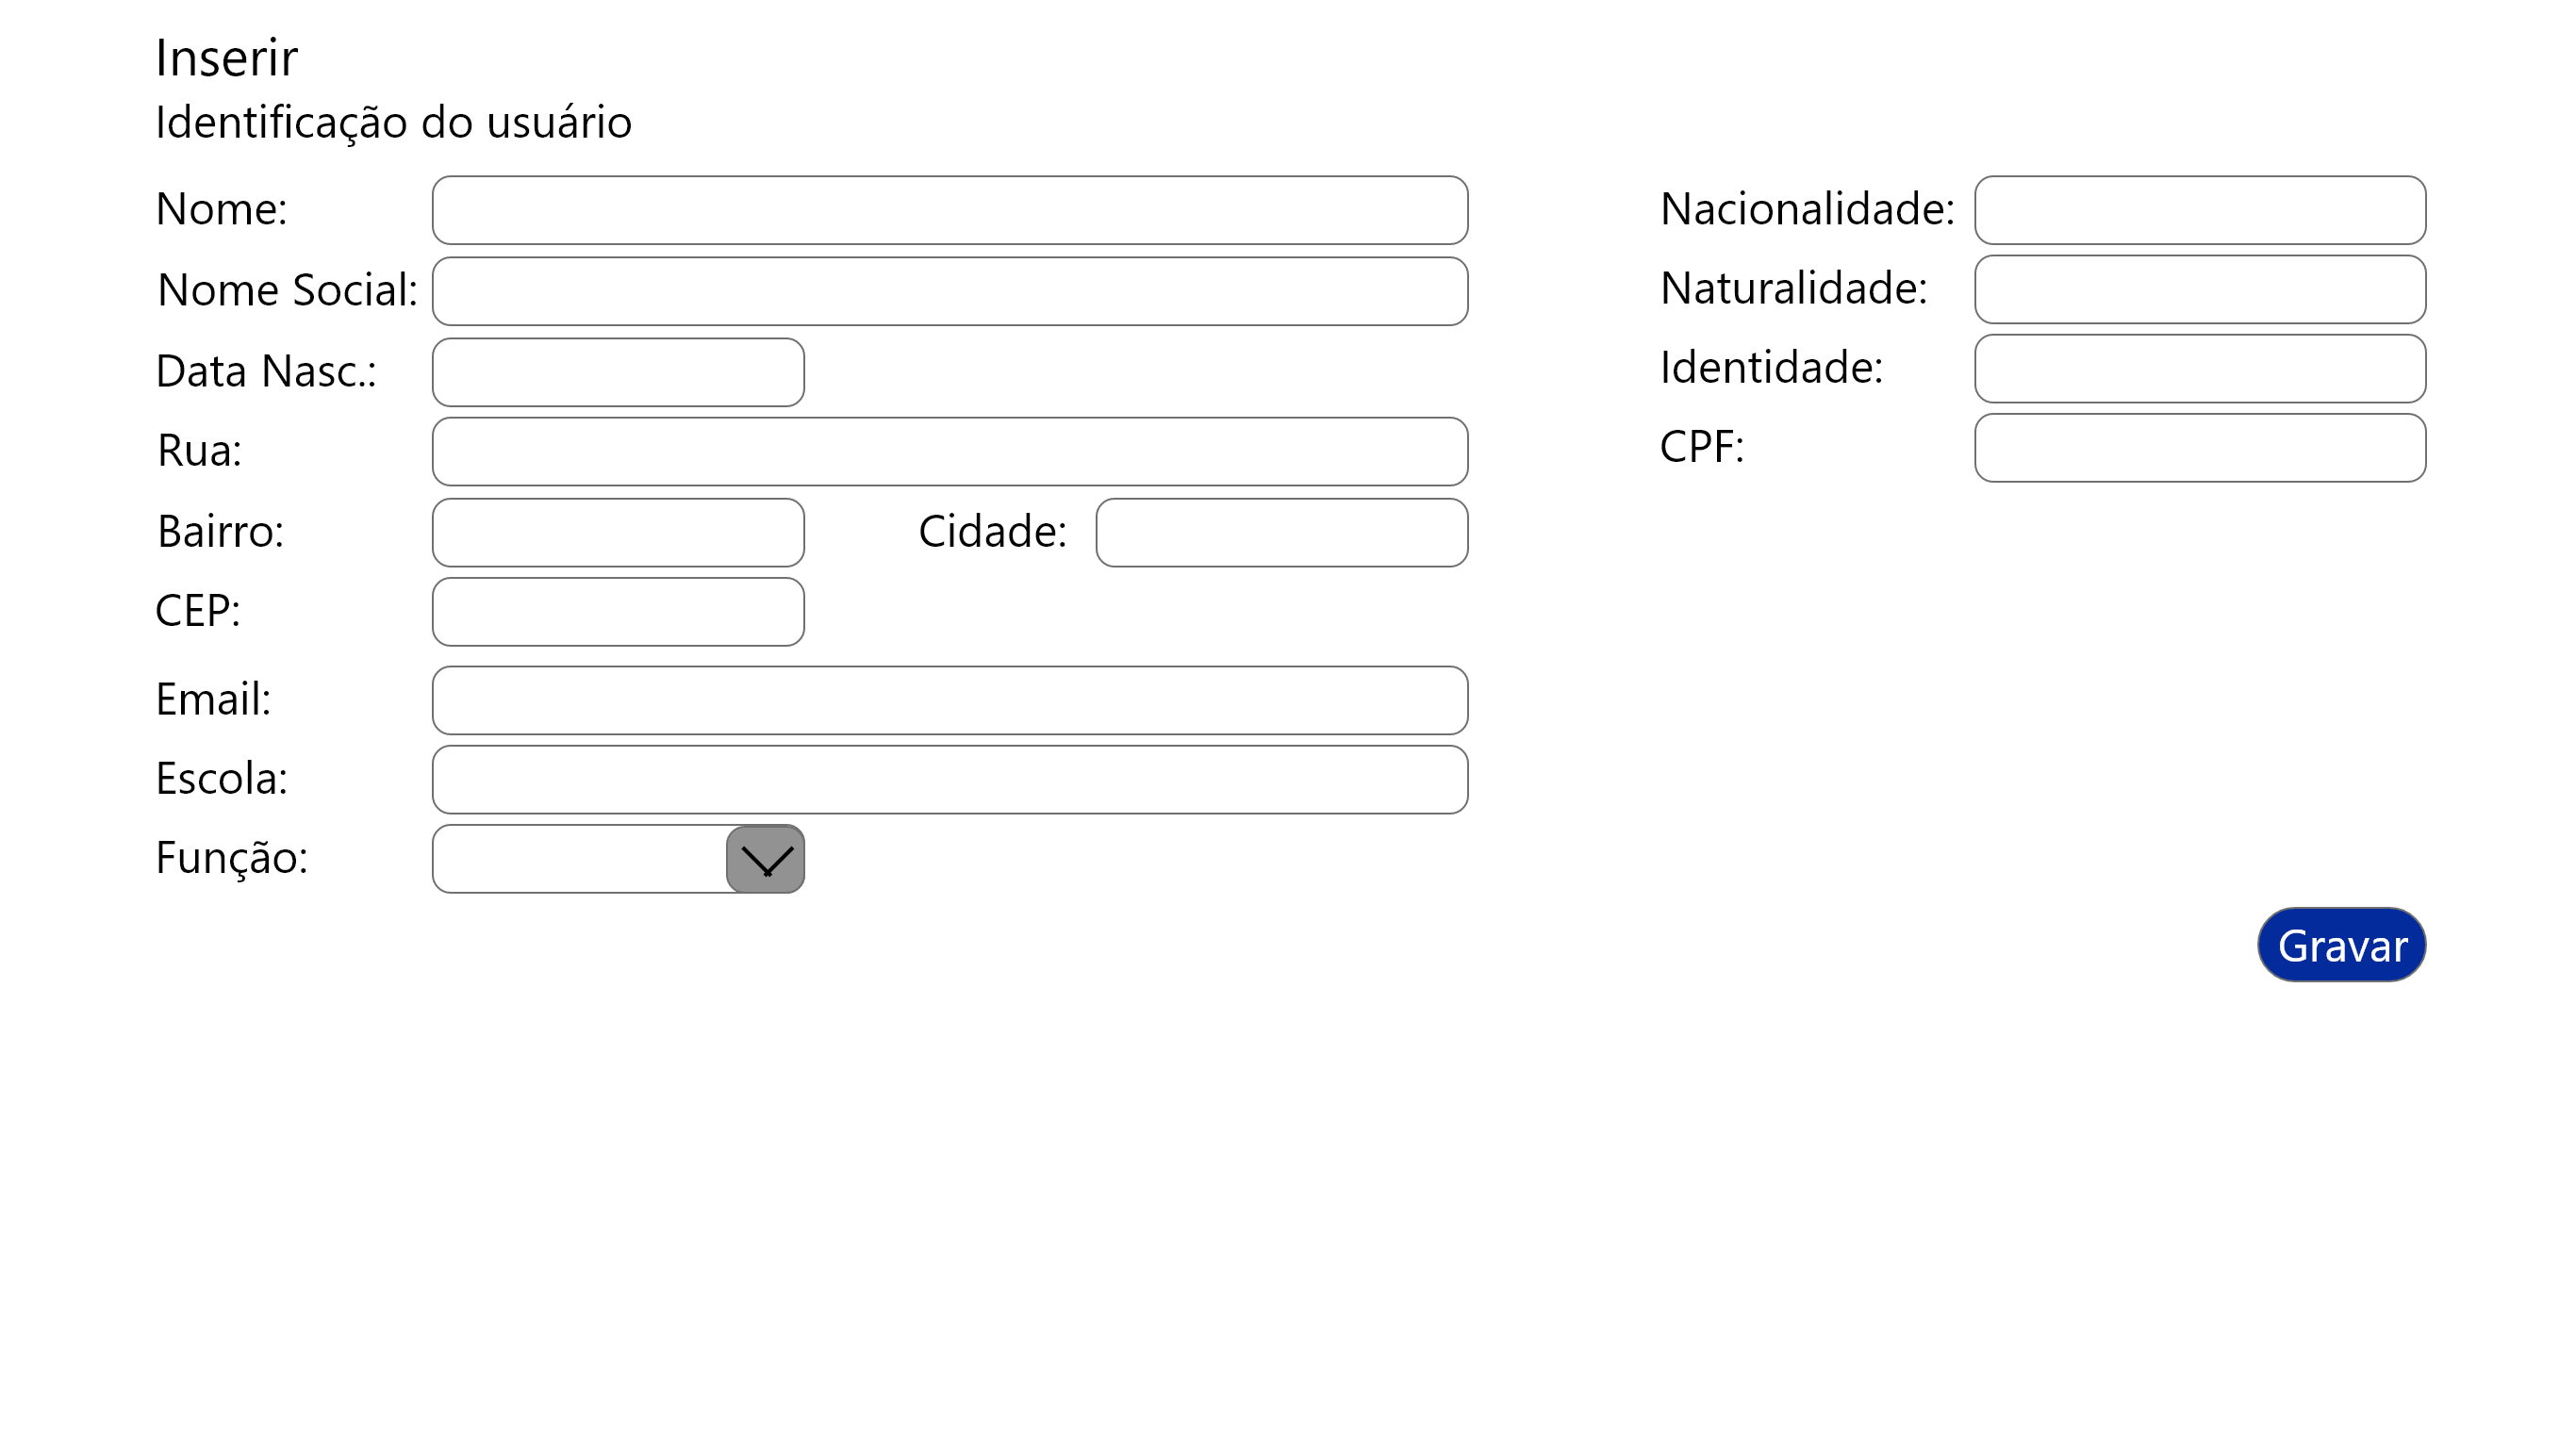 Inserir
Identificação do usuário
Nome:
Nome Social:
Data Nasc.:
Rua:
Bairro:
Cidade:
CEP:
Email:
Escola:
Função:
Nacionalidade:
Naturalidade:
Identidade:
CPF:
Gravar